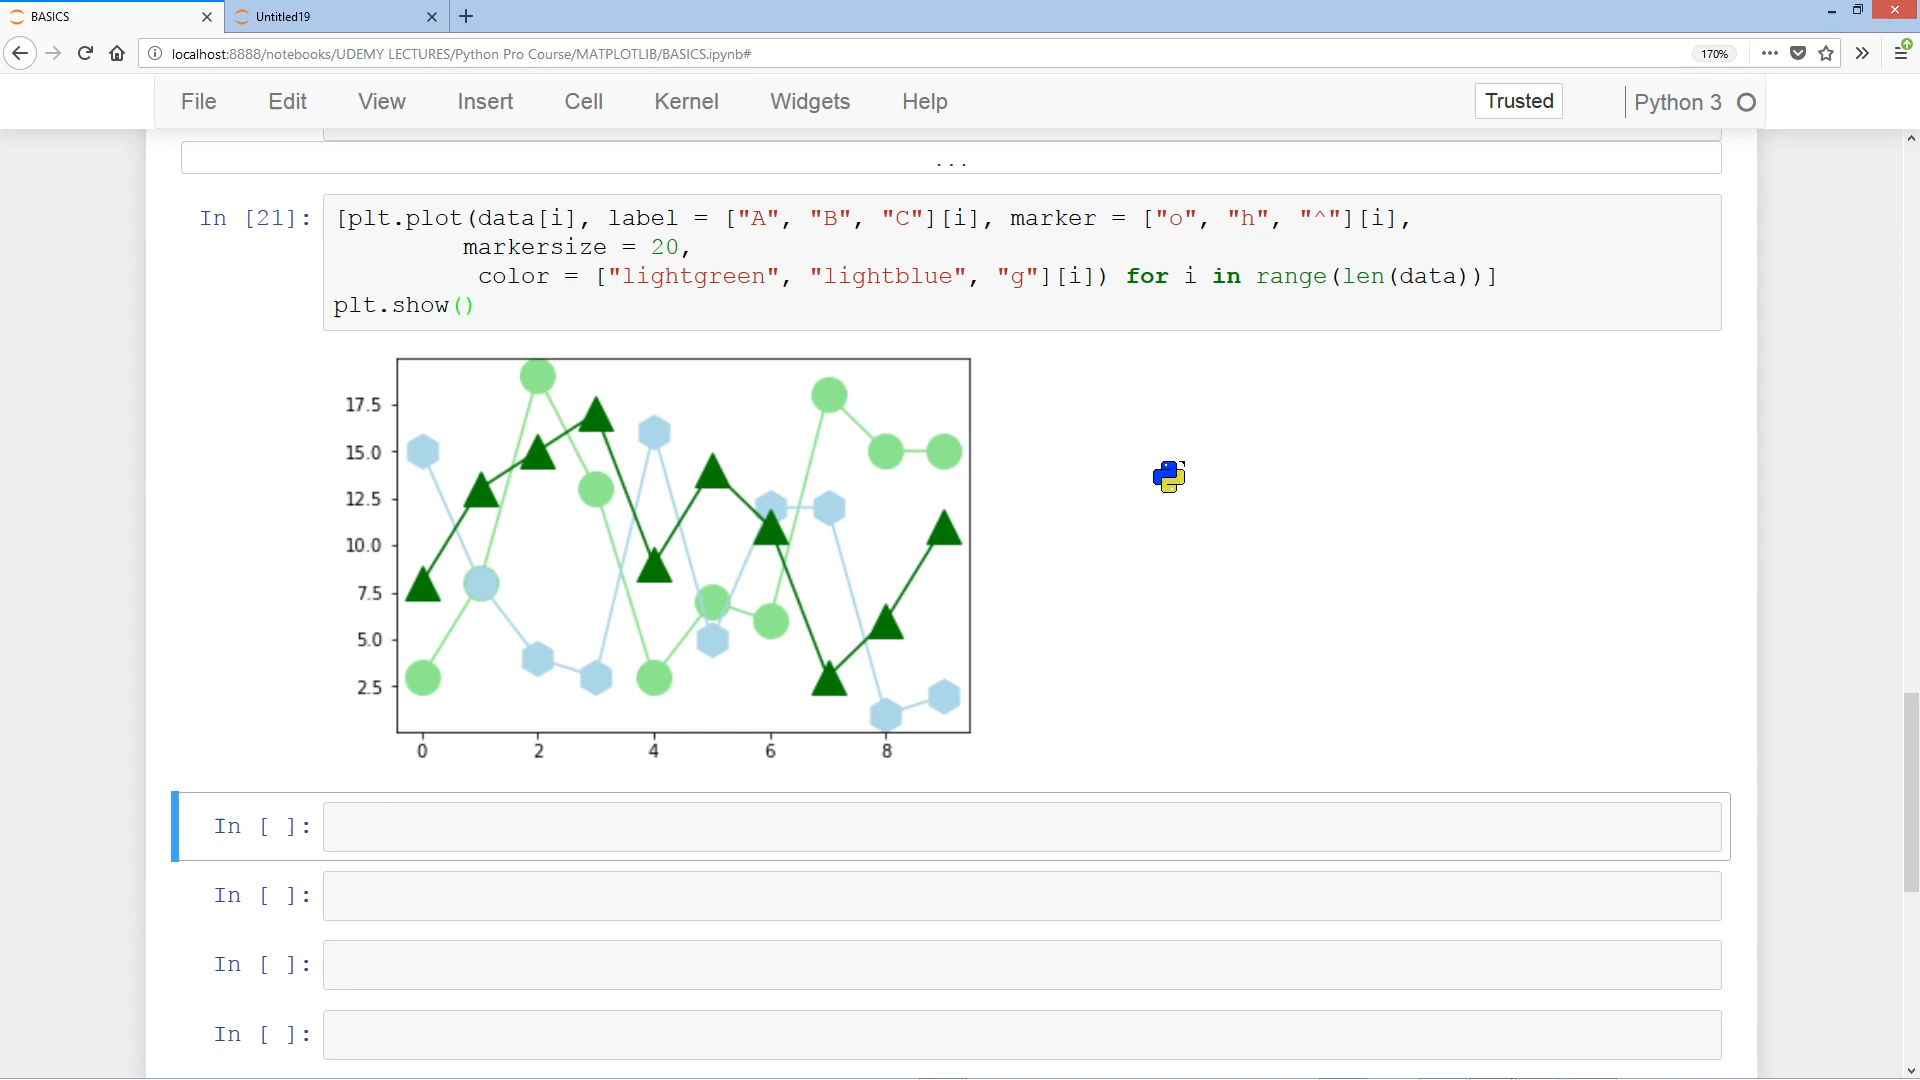 BASICS
Untitled19
localhost:8888/notebooks/UDEMY LECTURES/Python Pro Course/MATPLOTLIB/BASICS.ipynb#
170%
File Edit View Insert Cell Kernel Widgets Help
Trusted
Python 3
...
In [21]:
[plt.plot(data[i], label = ["A", "B", "C"][i], marker = ["o", "h", "^"][i],
markersize = 20,
color = ["lightgreen", "lightblue", "g"][i]) for i in range(len(data))]
plt.show()
17.5
15.0
12.5
10.0
7.5
5.0
2.5
0 2 4 6 8
In [ ]:
In [ ]:
In [ ]:
In [ ]: